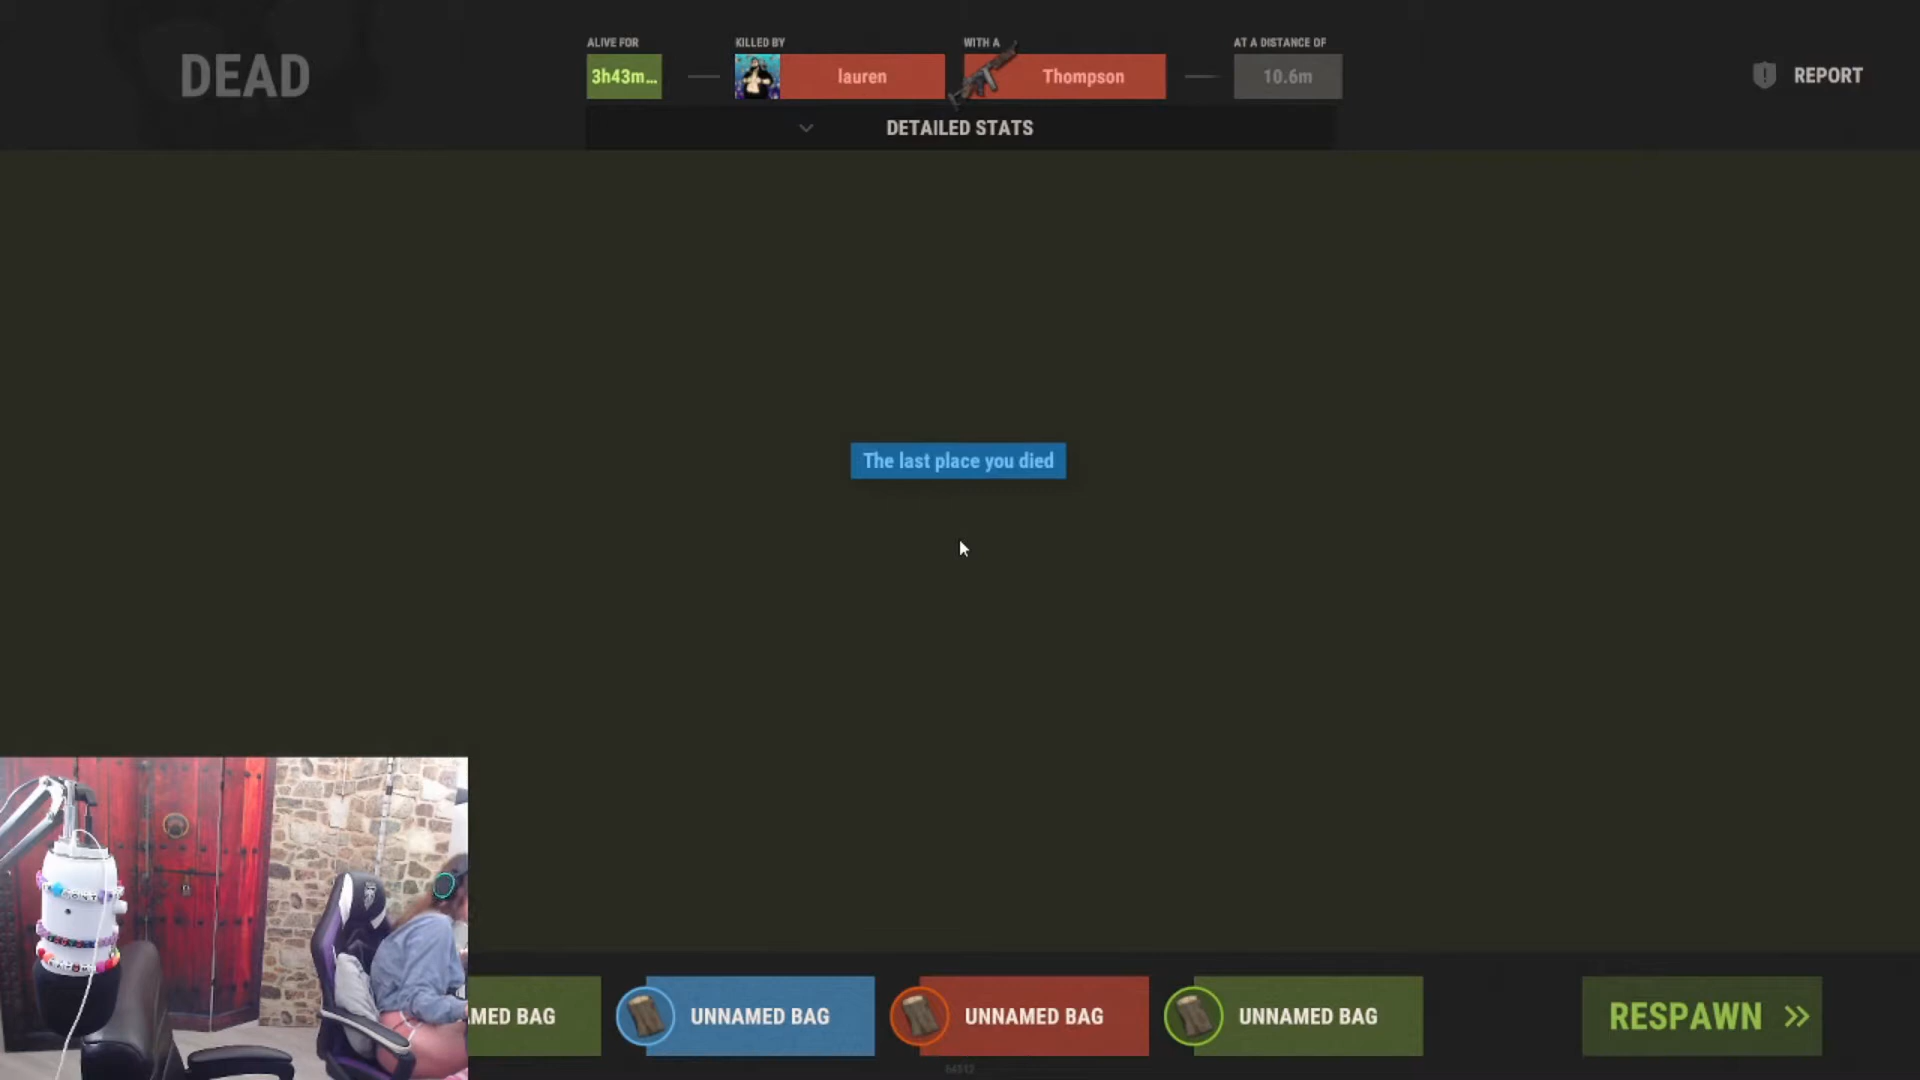 DEAD
ALIVE FOR
3h43m...
KILLED BY
lauren
WITH A
Thompson
AT A DISTANCE OF
10.6m
REPORT
DETAILED STATS
The last place you died
MED BAG
UNNAMED BAG
UNNAMED BAG
UNNAMED BAG
RESPAWN